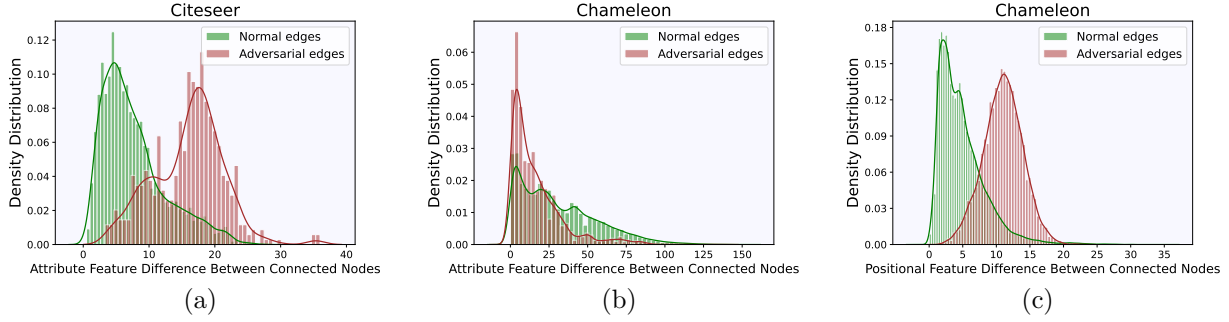 Citeseer
Normal edges
Adversarial edges
Density Distribution
0.12
0.10
0.08
0.06
0.04
0.02
0.00
0 10 20 30 40
Attribute Feature Difference Between Connected Nodes
(a)
Chameleon
Normal edges
Adversarial edges
Density Distribution
0.06
0.05
0.04
0.03
0.02
0.01
0.00
0 25 50 75 100 125 150
Attribute Feature Difference Between Connected Nodes
(b)
Chameleon
Normal edges
Adversarial edges
Density Distribution
0.18
0.15
0.12
0.09
0.06
0.03
0.00
0 5 10 15 20 25 30 35
Positional Feature Difference Between Connected Nodes
(c)